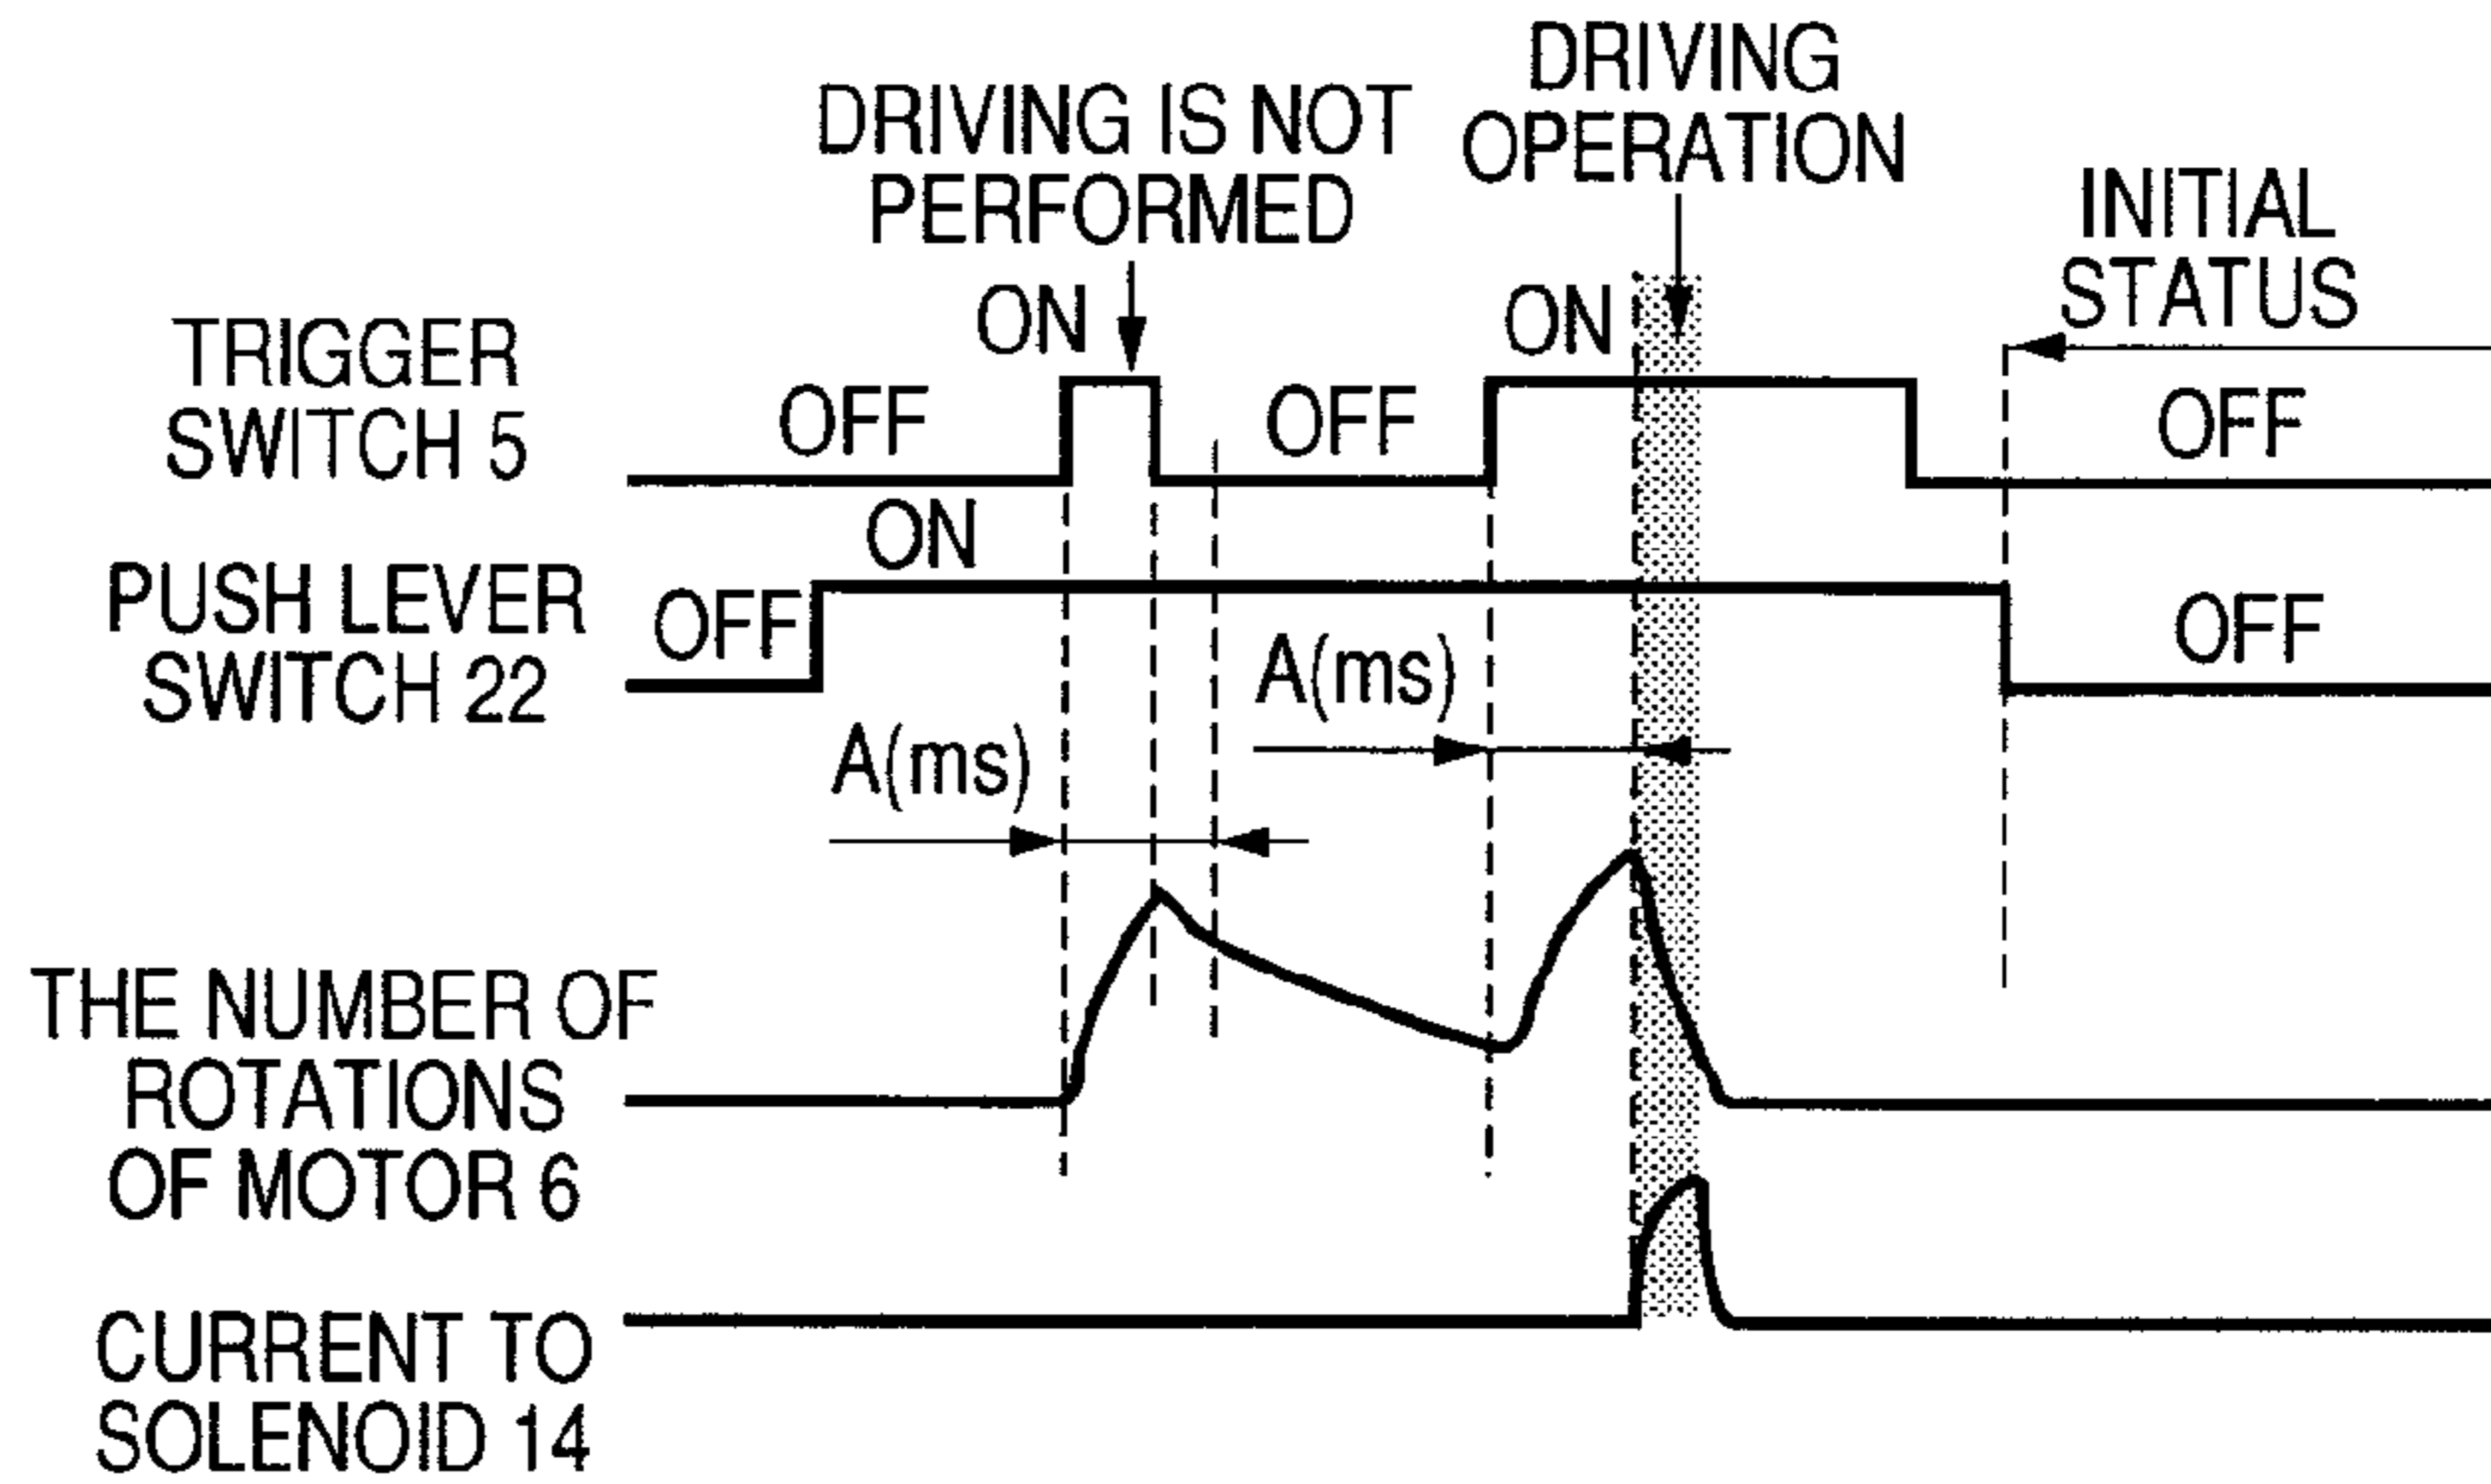 DRIVING IS NOT
PERFORMED
DRIVING
OPERATION
INITIAL
STATUS
TRIGGER
SWITCH 5
OFF
ON
OFF
ON
OFF
PUSH LEVER
SWITCH 22
OFF
ON
OFF
A(ms)
A(ms)
THE NUMBER OF
ROTATIONS
OF MOTOR 6
CURRENT TO
SOLENOID 14